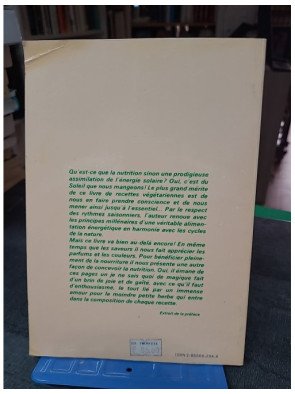 Qu'est-ce que la nutrition sinon une prodigieuse
assimilation de l'énergie solaire? Oui, c'est du
Soleil que nous mangeons! Le plus grand mérite
de ce livre de recettes végétariennes est de
nous en faire prendre conscience et de nous
mener ainsi jusqu'à l'essentiel... Par le respect
des rythmes saisonniers, l'auteur renoue avec
les principes millénaires d'une véritable alimen-
tation énergétique en harmonie avec les cycles
de la nature.
Mais ce livre va bien au delà encore! En même
temps que les saveurs il nous fait apprécier les
parfums et les couleurs. Pour bénéficier pleine-
ment de la nourriture il nous présente une autre
façon de concevoir la nutrition. Oui, il émane de
ces pages un je ne sais quoi de magique fait
d'un brin de joie et de gaîté, avec ce qu'il faut
d'enthousiasme, le tout lié par un immense
amour pour la moindre petite herbe qui entre
dans la composition de chaque recette.
Extrait de la préface